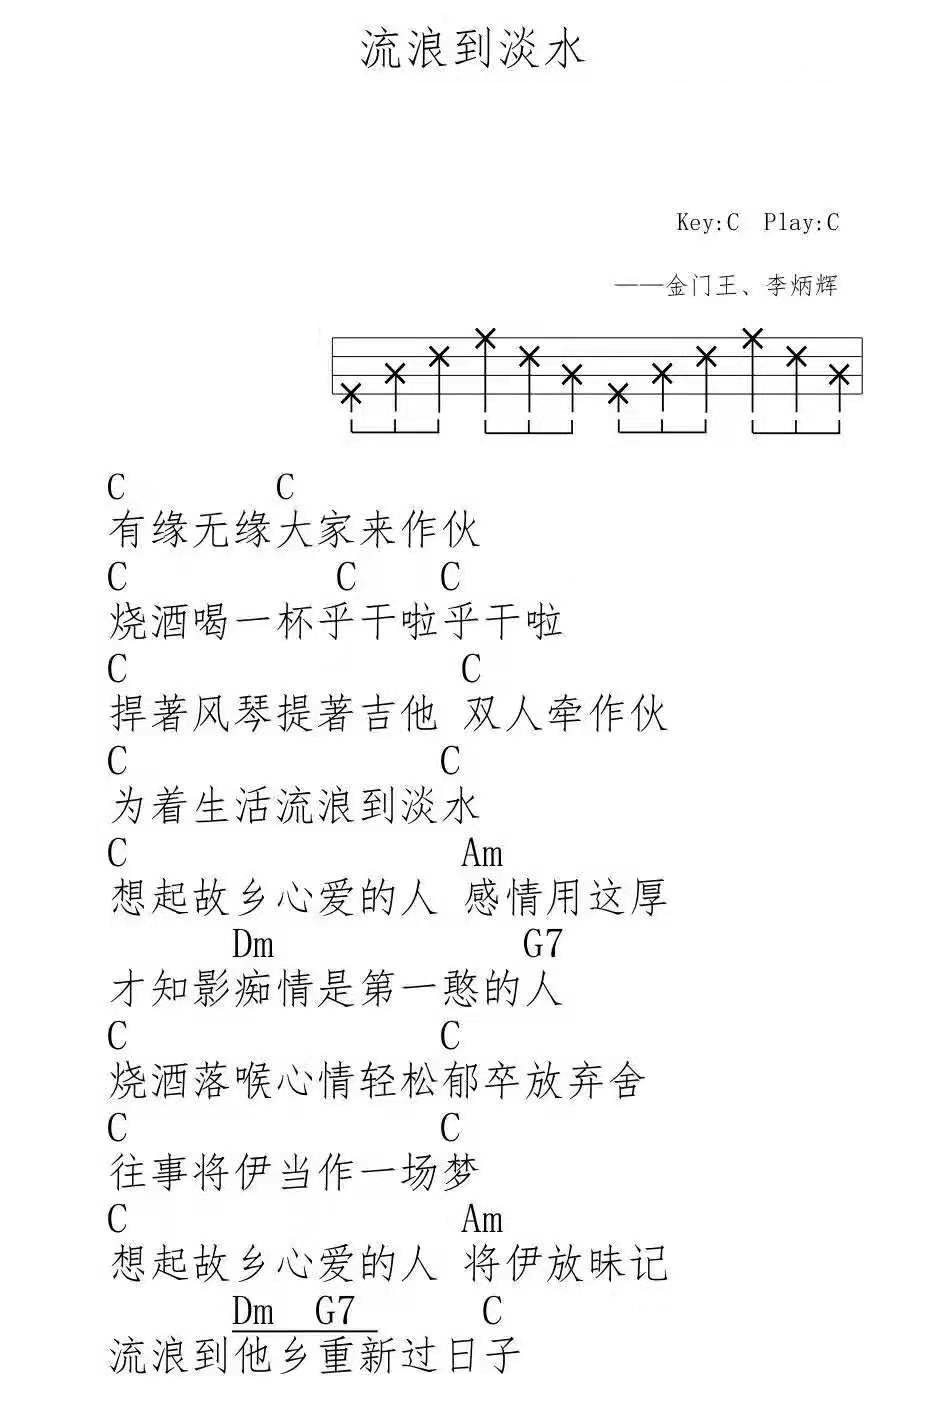 流浪到淡水
Key:C Play:C
——金门王、李炳辉
C C
有缘无缘大家来作伙
C C C
烧酒喝一杯乎干啦乎干啦
C C
捍著风琴提著吉他 双人牵作伙
C C
为着生活流浪到淡水
C Am
想起故乡心爱的人 感情用这厚
Dm G7
才知影痴情是第一憨的人
C C
烧酒落喉心情轻松郁卒放弃舍
C C
往事将伊当作一场梦
C Am
想起故乡心爱的人 将伊放昧记
Dm G7 C
流浪到他乡重新过日子